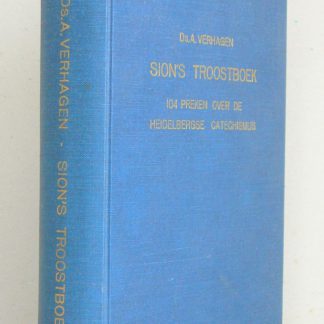 Ds. A. VERHAGEN
SION'S TROOSTBOEK
104 PREKEN OVER DE
HEIDELBERGSE CATECHISMUS
Ds. A. VERHAGEN - SION'S TROOSTBOEK